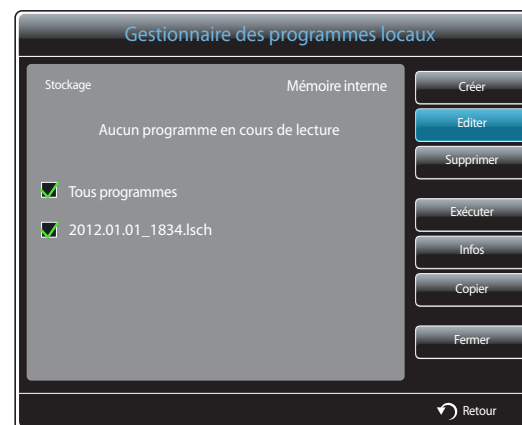 Gestionnaire des programmes locaux
Stockage Mémoire interne
Aucun programme en cours de lecture
Tous programmes
2012.01.01_1834.lsch
Créer
Editer
Supprimer
Exécuter
Infos
Copier
Fermer
Retour